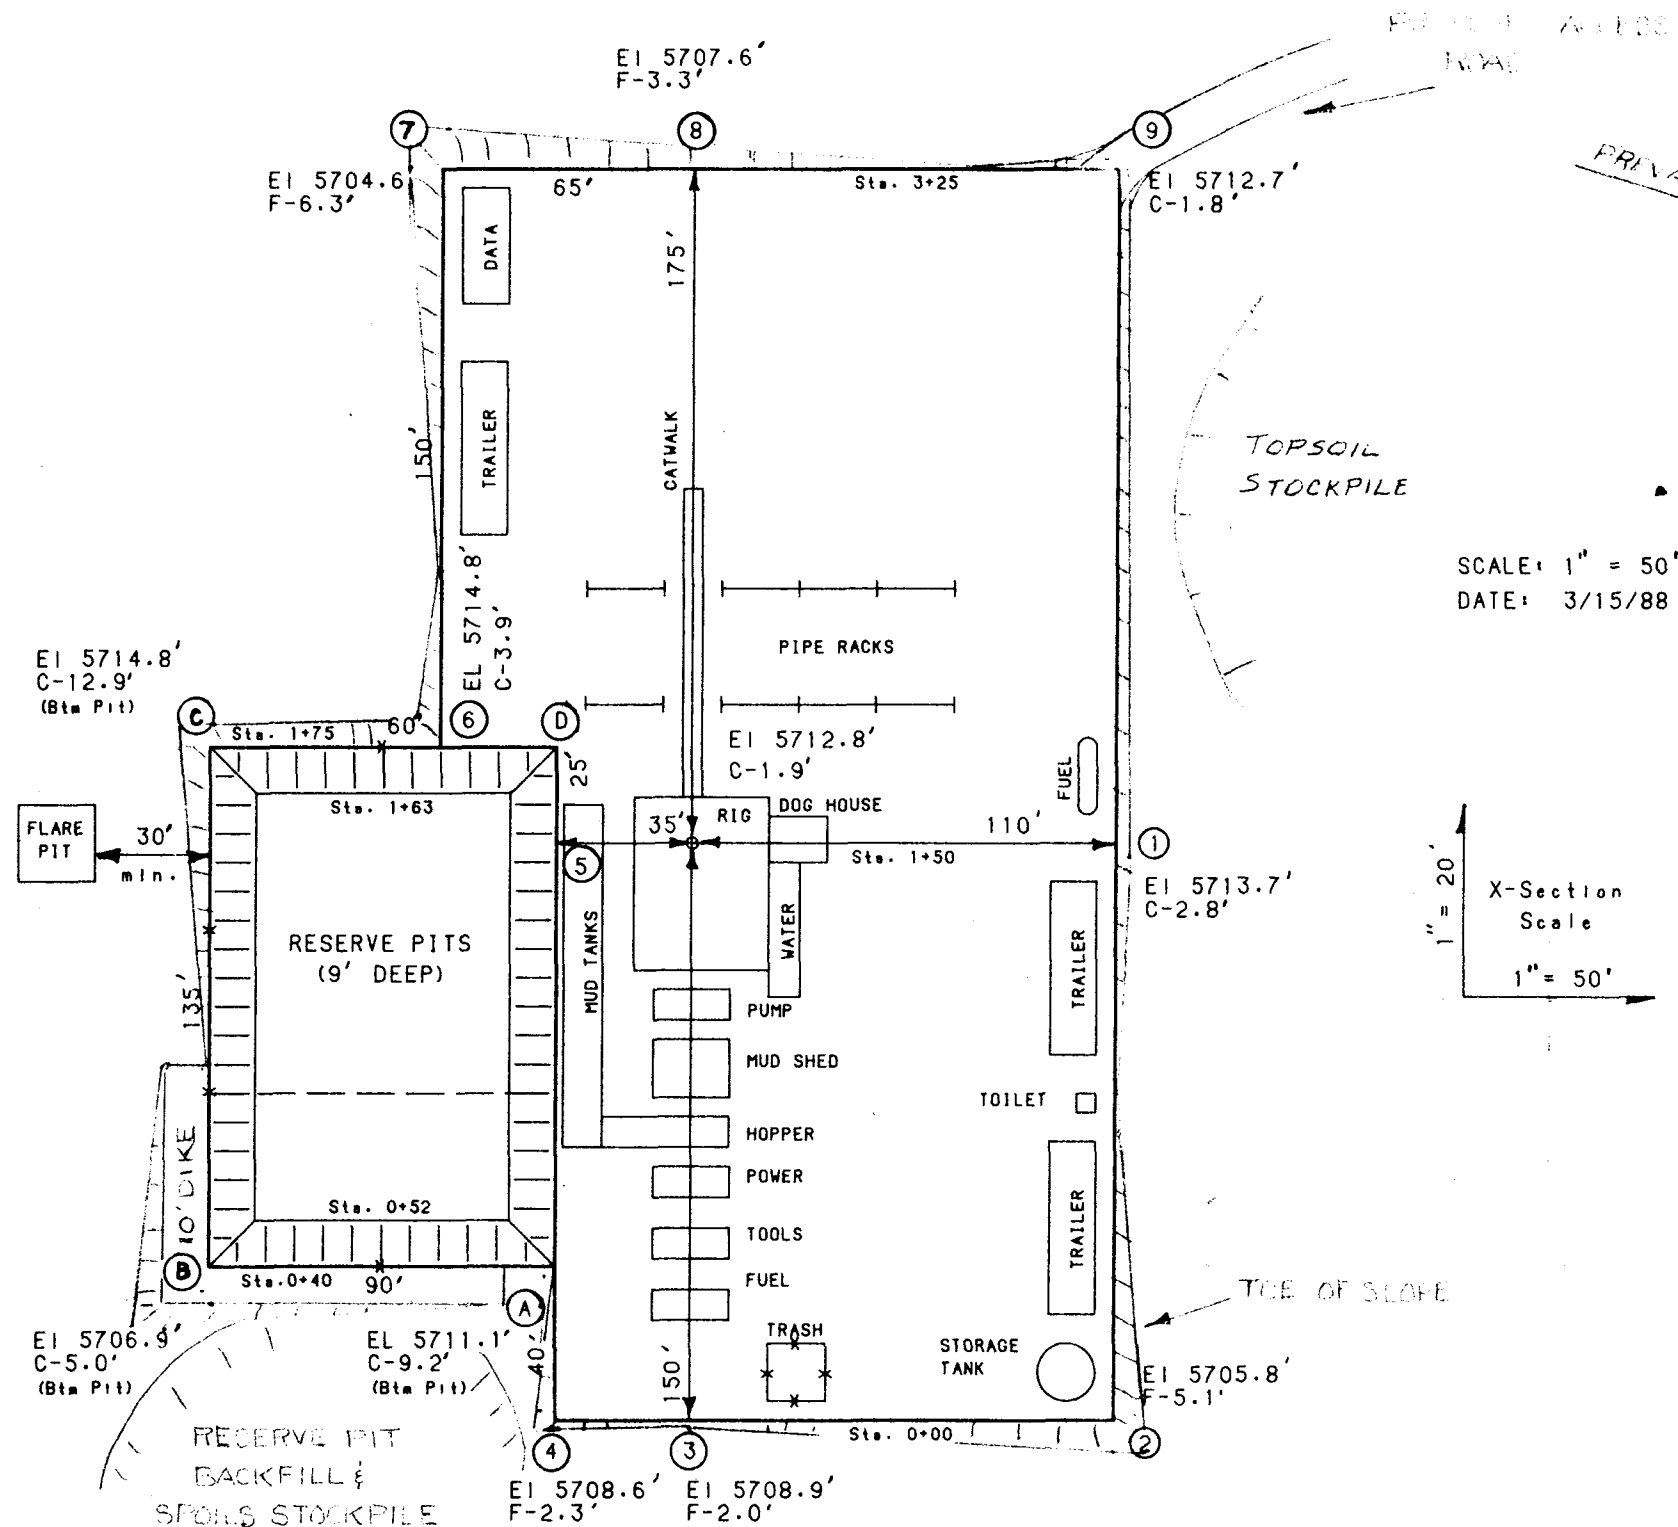 ROAD
El 5707.6'
F-3.3'
7
8
9
El 5704.6
F-6.3'
65'
Sta. 3+25
El 5712.7'
C-1.8'
DATA
175'
150'
TRAILER
CATWALK
TOPSOIL
STOCKPILE
SCALE: 1" = 50'
DATE: 3/15/88
EL 5714.8'
C-3.9'
PIPE RACKS
El 5714.8'
C-12.9'
(Btm Pit)
C
Sta. 1+75
60'
6
D
25'
El 5712.8'
C-1.9'
FUEL
Sta. 1+63
RIG
DOG HOUSE
FLARE
PIT
30'
min.
35'
110'
Sta. 1+50
1
5
El 5713.7'
C-2.8'
1" = 20'
X-Section
Scale
1" = 50'
RESERVE PITS
(9' DEEP)
MUD TANKS
WATER
TRAILER
135'
PUMP
MUD SHED
TOILET
HOPPER
POWER
10' DIKE
Sta. 0+52
TOOLS
TRAILER
B
Sta.0+40
90'
A
FUEL
TOE OF SLOPE
El 5706.9'
C-5.0'
(Btm Pit)
EL 5711.1'
C-9.2'
(Btm Pit)
40'
150'
TRASH
STORAGE
TANK
El 5705.8'
F-5.1'
RESERVE PIT
BACKFILL &
SPOILS STOCKPILE
4
3
Sta. 0+00
2
El 5708.6'
F-2.3'
El 5708.9'
F-2.0'